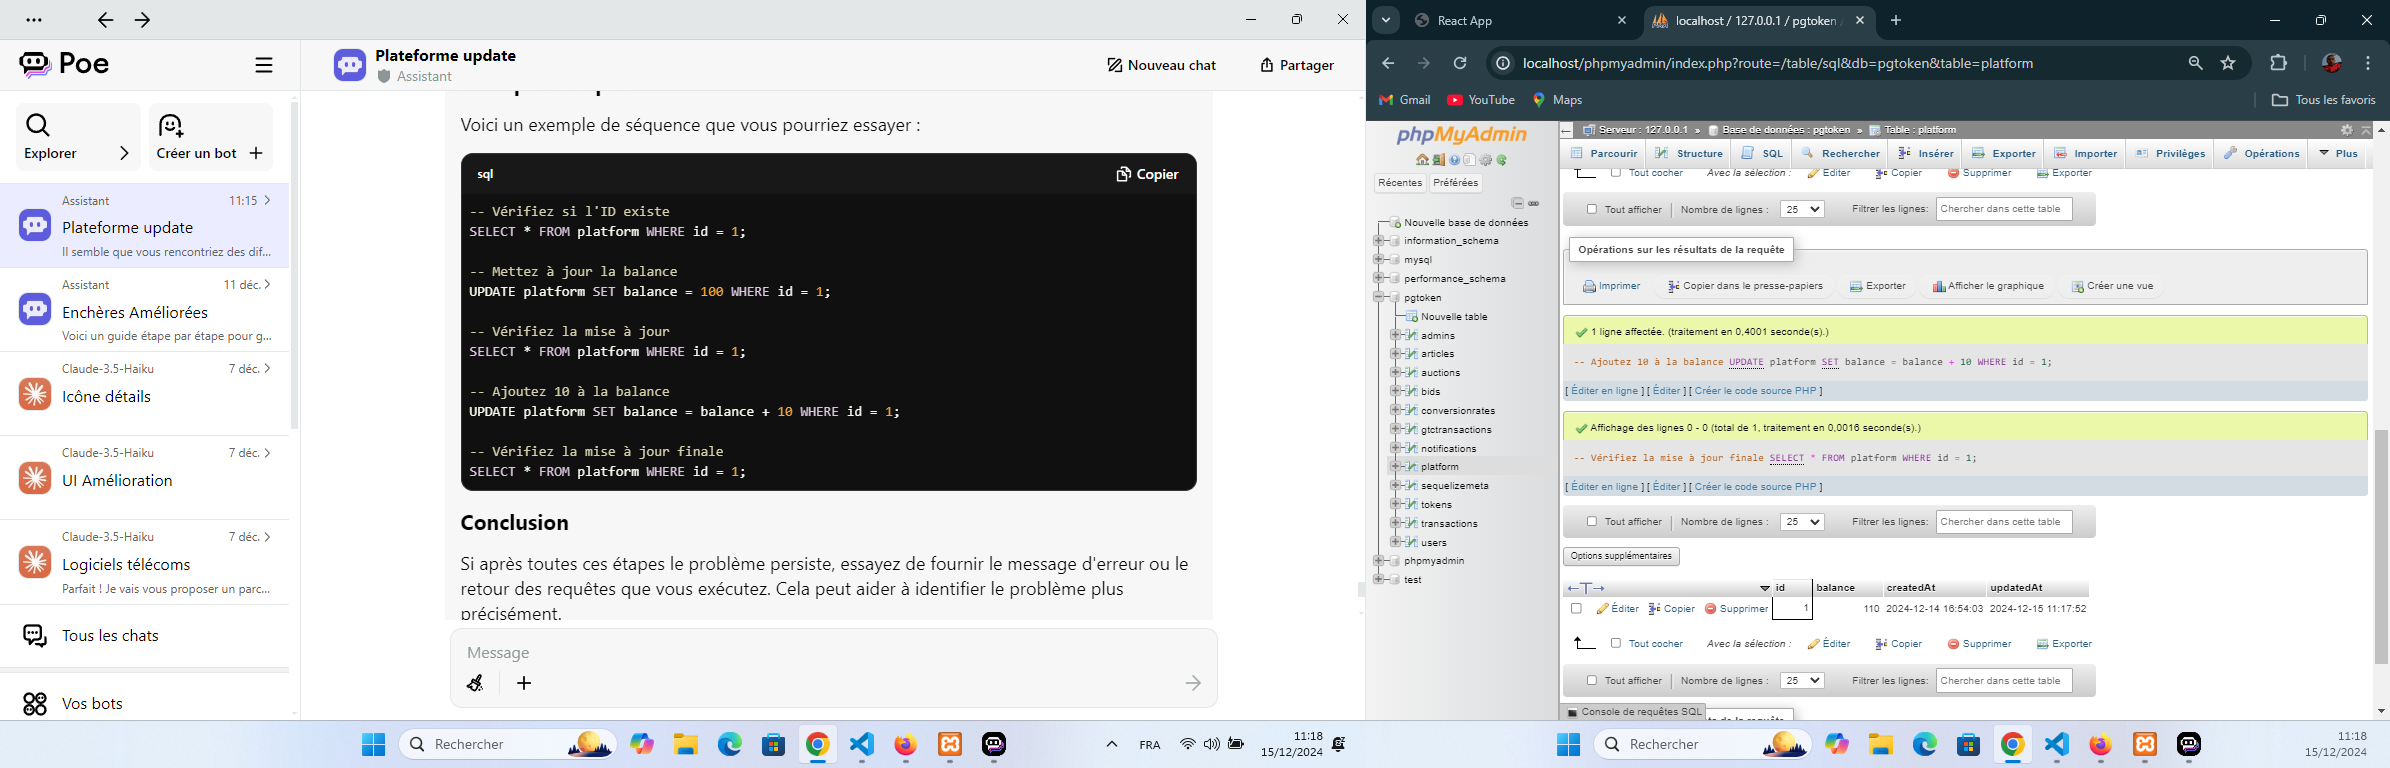 Poe
Explorer
Créer un bot
Assistant
11:15
Plateforme update
Il semble que vous rencontriez des dif...
Assistant
11 déc.
Enchères Améliorées
Voici un guide étape par étape pour g...
Claude-3.5-Haiku
7 déc.
Icône détails
Claude-3.5-Haiku
7 déc.
UI Amélioration
Claude-3.5-Haiku
7 déc.
Logiciels télécoms
Parfait ! Je vais vous proposer un parc...
Tous les chats
Vos bots
Plateforme update
Assistant
Nouveau chat
Partager
Voici un exemple de séquence que vous pourriez essayer :
sql
Copier
-- Vérifiez si l'ID existe
SELECT * FROM platform WHERE id = 1;
-- Mettez à jour la balance
UPDATE platform SET balance = 100 WHERE id = 1;
-- Vérifiez la mise à jour
SELECT * FROM platform WHERE id = 1;
-- Ajoutez 10 à la balance
UPDATE platform SET balance = balance + 10 WHERE id = 1;
-- Vérifiez la mise à jour finale
SELECT * FROM platform WHERE id = 1;
Conclusion
Si après toutes ces étapes le problème persiste, essayez de fournir le message d'erreur ou le
retour des requêtes que vous exécutez. Cela peut aider à identifier le problème plus
précisément.
Message
Rechercher
FRA
11:18
15/12/2024
React App
localhost / 127.0.0.1 / pgtoken
localhost/phpmyadmin/index.php?route=/table/sql&db=pgtoken&table=platform
Gmail
YouTube
Maps
Tous les favoris
phpMyAdmin
Récentes
Préférées
Nouvelle base de données
information_schema
mysql
performance_schema
pgtoken
Nouvelle table
admins
articles
auctions
bids
conversionrates
gtctransactions
notifications
platform
sequelizemeta
tokens
transactions
users
phpmyadmin
test
Serveur : 127.0.0.1 » Base de données : pgtoken » Table : platform
Parcourir
Structure
SQL
Rechercher
Insérer
Exporter
Importer
Privilèges
Opérations
Plus
Tout cocher
Avec la sélection :
Éditer
Copier
Supprimer
Exporter
Tout afficher
Nombre de lignes :
25
Filtrer les lignes:
Chercher dans cette table
Opérations sur les résultats de la requête
Imprimer
Copier dans le presse-papiers
Exporter
Afficher le graphique
Créer une vue
1 ligne affectée. (traitement en 0,4001 seconde(s).)
-- Ajoutez 10 à la balance UPDATE platform SET balance = balance + 10 WHERE id = 1;
[ Éditer en ligne ] [ Éditer ] [ Créer le code source PHP ]
Affichage des lignes 0 - 0 (total de 1, traitement en 0,0016 seconde(s).)
-- Vérifiez la mise à jour finale SELECT * FROM platform WHERE id = 1;
[ Éditer en ligne ] [ Éditer ] [ Créer le code source PHP ]
Tout afficher
Nombre de lignes :
25
Filtrer les lignes:
Chercher dans cette table
Options supplémentaires
id balance createdAt updatedAt
Éditer Copier Supprimer 1 110 2024-12-14 16:54:03 2024-12-15 11:17:52
Tout cocher
Avec la sélection :
Éditer
Copier
Supprimer
Exporter
Tout afficher
Nombre de lignes :
25
Filtrer les lignes:
Chercher dans cette table
Console de requêtes SQL
Rechercher
11:18
15/12/2024